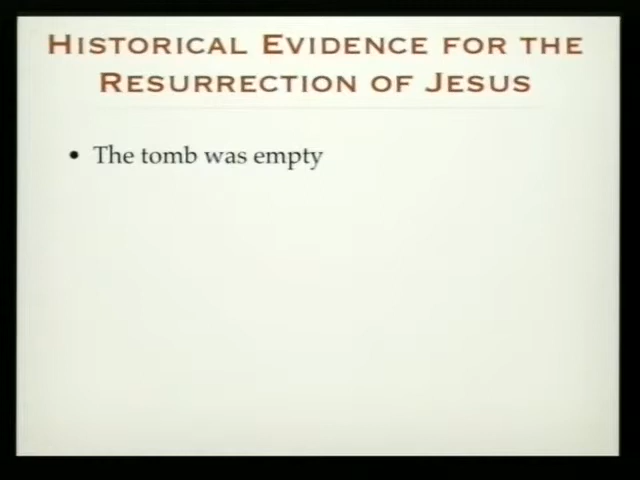 Historical Evidence for the
Resurrection of Jesus
• The tomb was empty